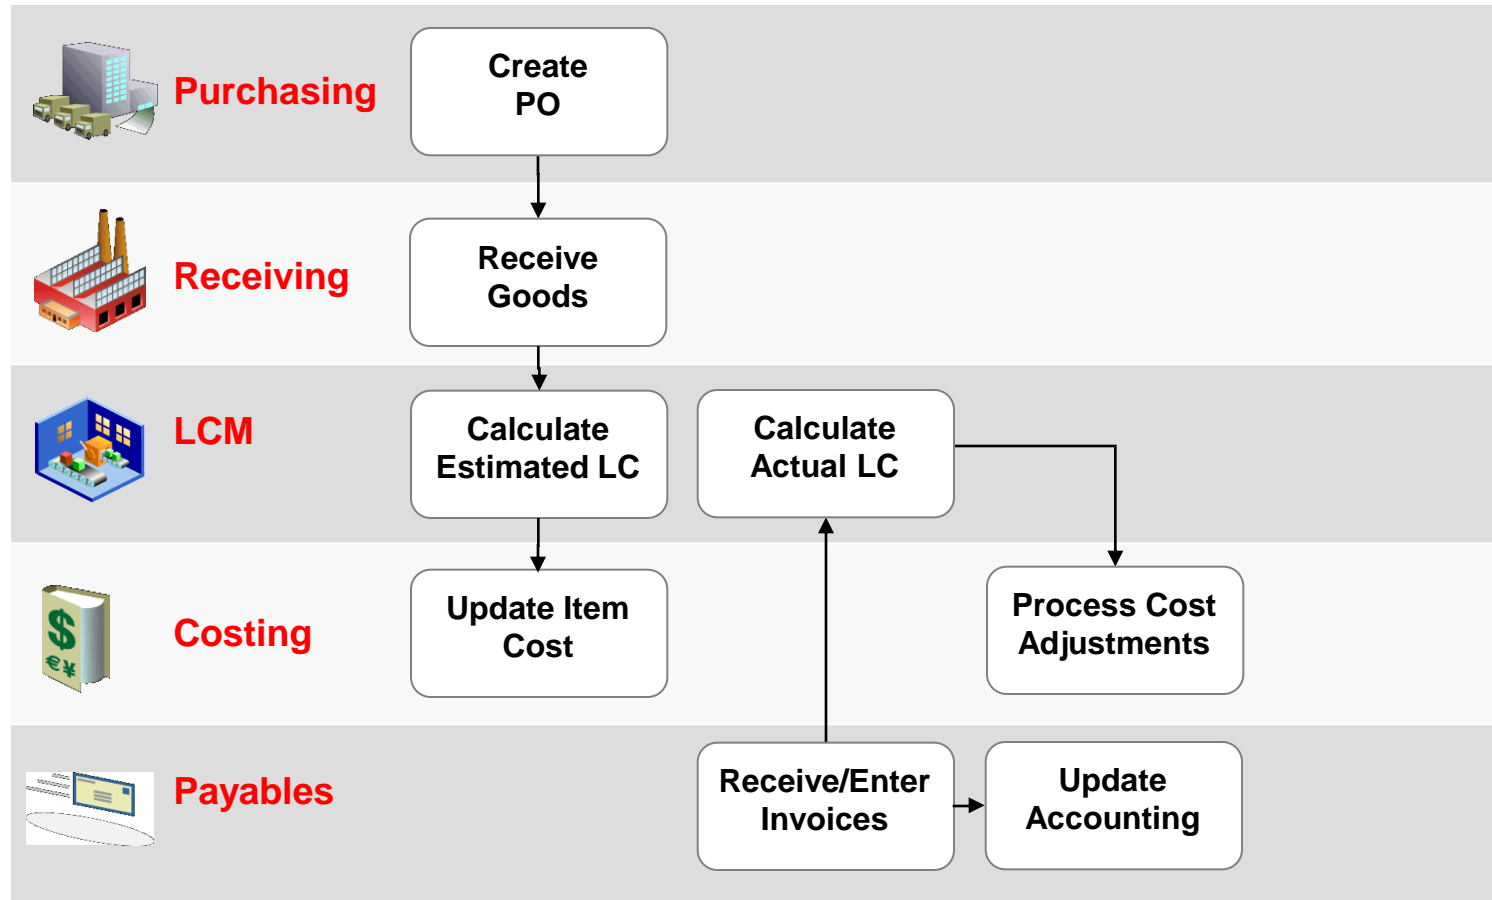 Purchasing
Create
PO
Receiving
Receive
Goods
LCM
Calculate
Estimated LC
Calculate
Actual LC
Costing
$
€¥
Update Item
Cost
Process Cost
Adjustments
Payables
Receive/Enter
Invoices
Update
Accounting